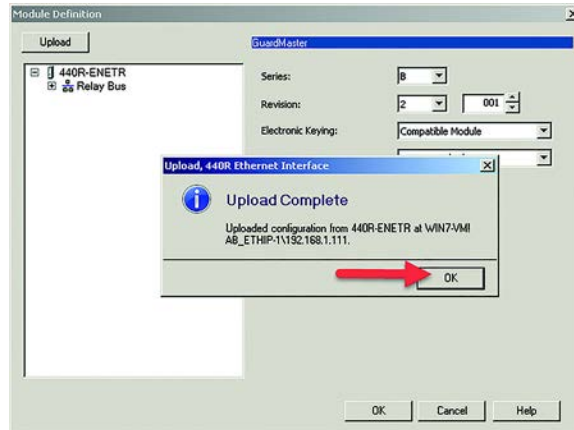 Module Definition
Upload
GuardMaster
440R-ENETR
Relay Bus
Series:
B
Revision:
2
001
Electronic Keying:
Compatible Module
Upload, 440R Ethernet Interface
Upload Complete
Uploaded configuration from 440R-ENETR at WIN7-VM!
AB_ETHIP-1\192.168.1.111.
OK
OK
Cancel
Help